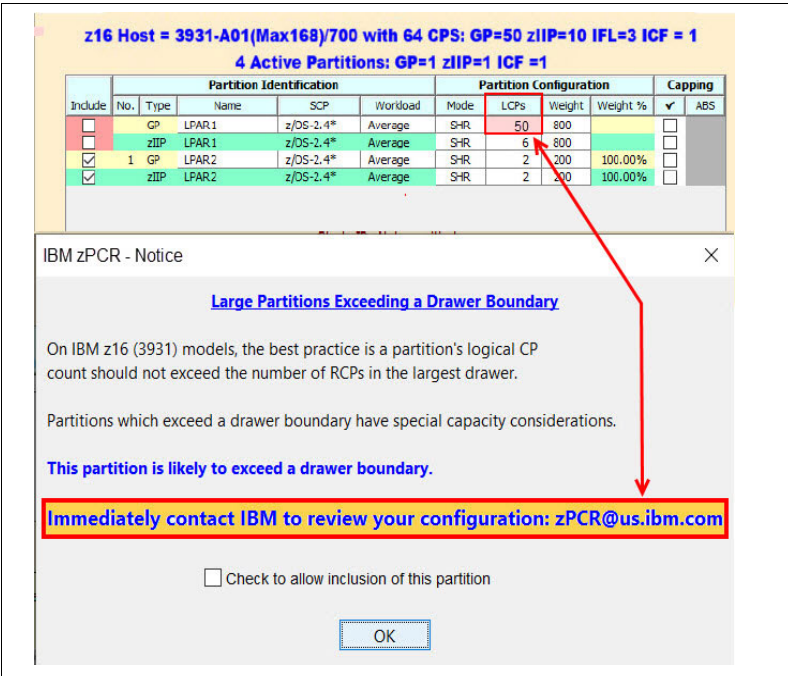 z16 Host = 3931-A01(Max168)/700 with 64 CPS: GP=50 zIIP=10 IFL=3 ICF = 1
4 Active Partitions: GP=1 zIIP=1 ICF =1
Partition Identification Partition Configuration Capping
Include No. Type Name SCP Workload Mode LCPs Weight Weight % ✔ ABS
GP LPAR1 z/OS-2.4* Average SHR 50 800
zIIP LPAR1 z/OS-2.4* Average SHR 6 800
1 GP LPAR2 z/OS-2.4* Average SHR 2 200 100.00%
zIIP LPAR2 z/OS-2.4* Average SHR 2 200 100.00%
IBM zPCR - Notice
Large Partitions Exceeding a Drawer Boundary
On IBM z16 (3931) models, the best practice is a partition's logical CP
count should not exceed the number of RCPs in the largest drawer.
Partitions which exceed a drawer boundary have special capacity considerations.
This partition is likely to exceed a drawer boundary.
Immediately contact IBM to review your configuration: zPCR@us.ibm.com
Check to allow inclusion of this partition
OK